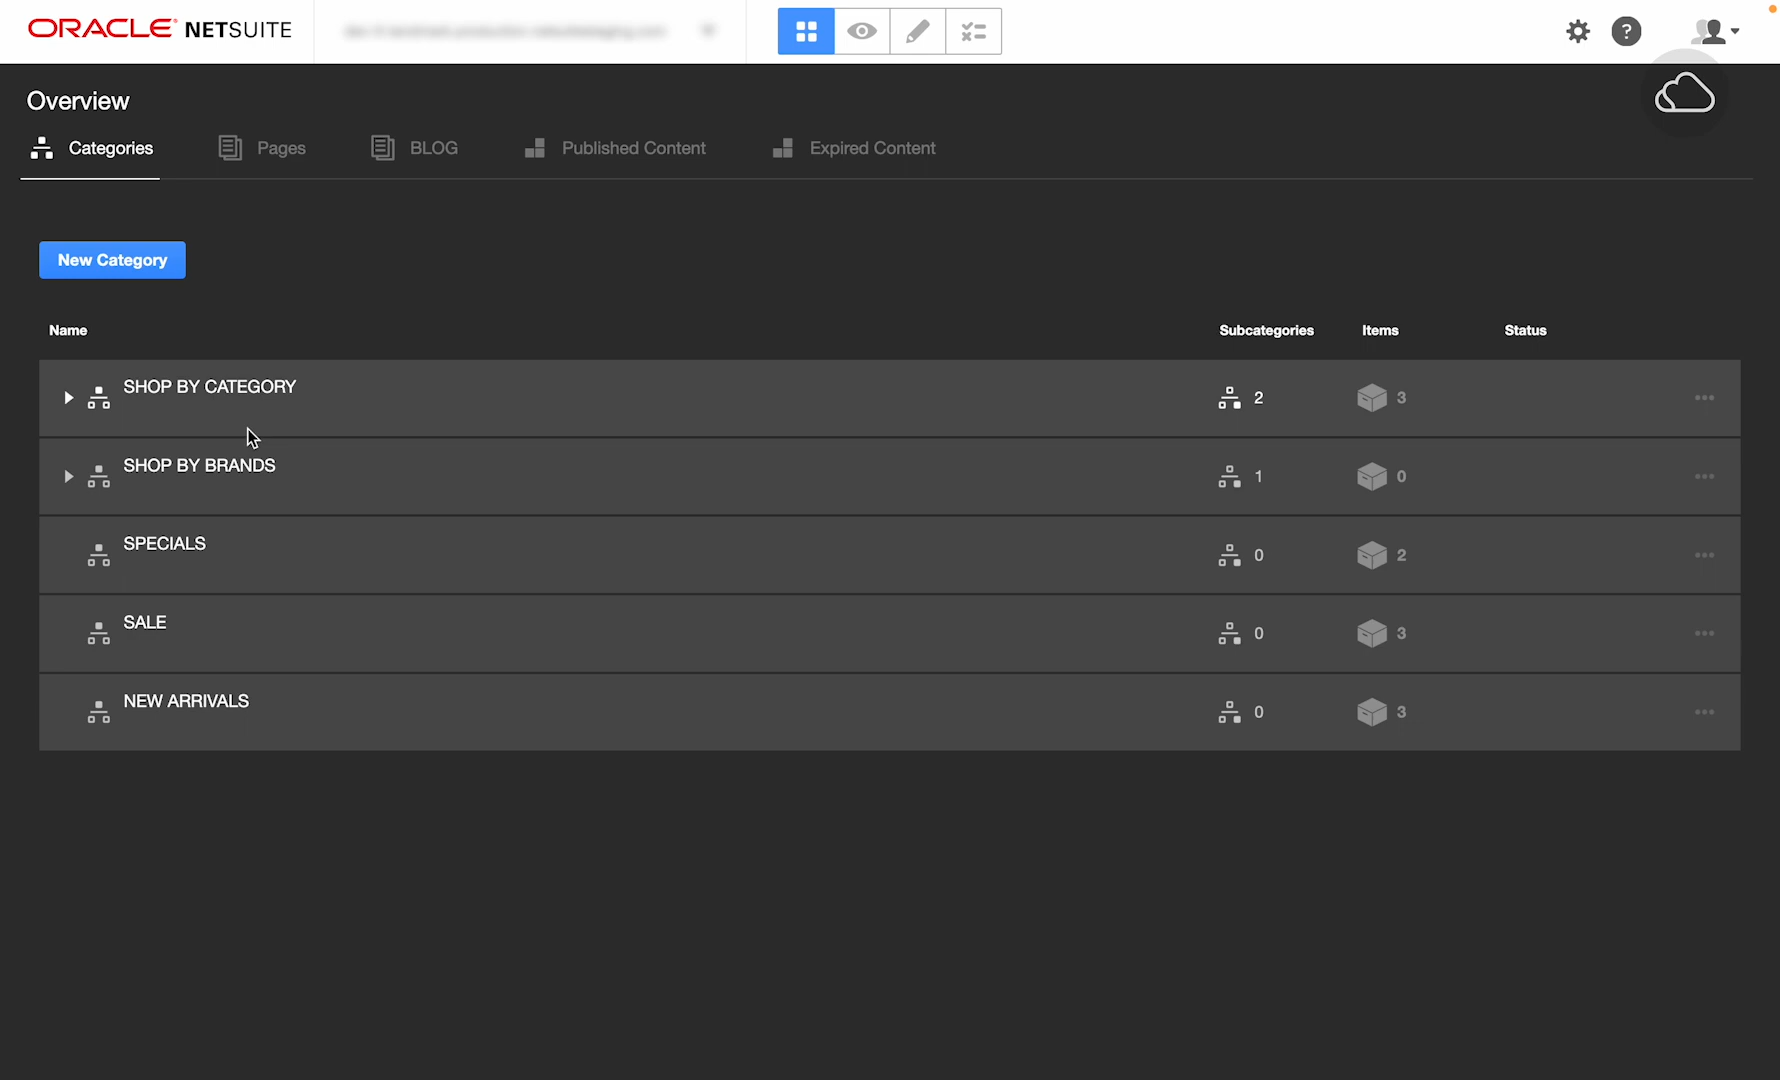 ORACLE NETSUITE
?
Overview
Categories
Pages
BLOG
Published Content
Expired Content
New Category
Name
Subcategories
Items
Status
SHOP BY CATEGORY
2
3
SHOP BY BRANDS
1
0
SPECIALS
0
2
SALE
0
3
NEW ARRIVALS
0
3